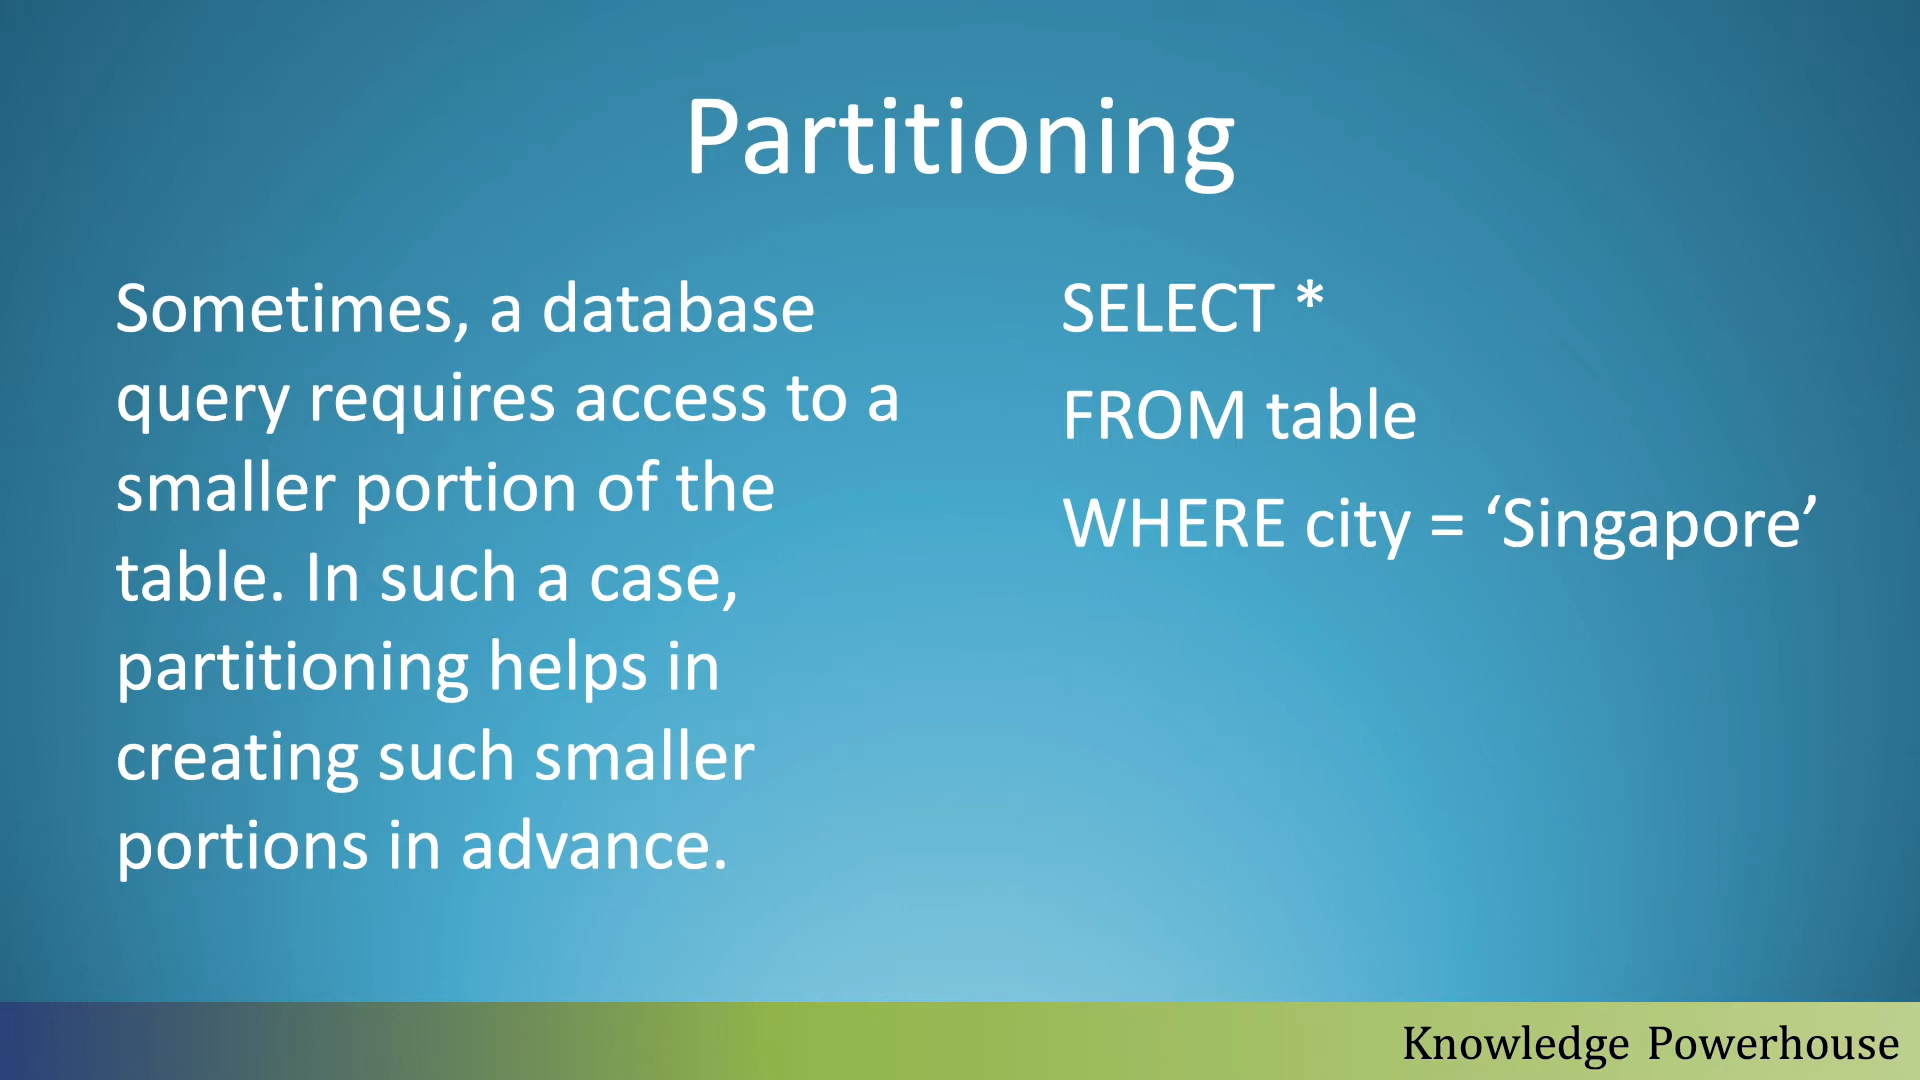 Partitioning
Sometimes, a database
query requires access to a
smaller portion of the
table. In such a case,
partitioning helps in
creating such smaller
portions in advance.
SELECT *
FROM table
WHERE city = ‘Singapore’
Knowledge Powerhouse